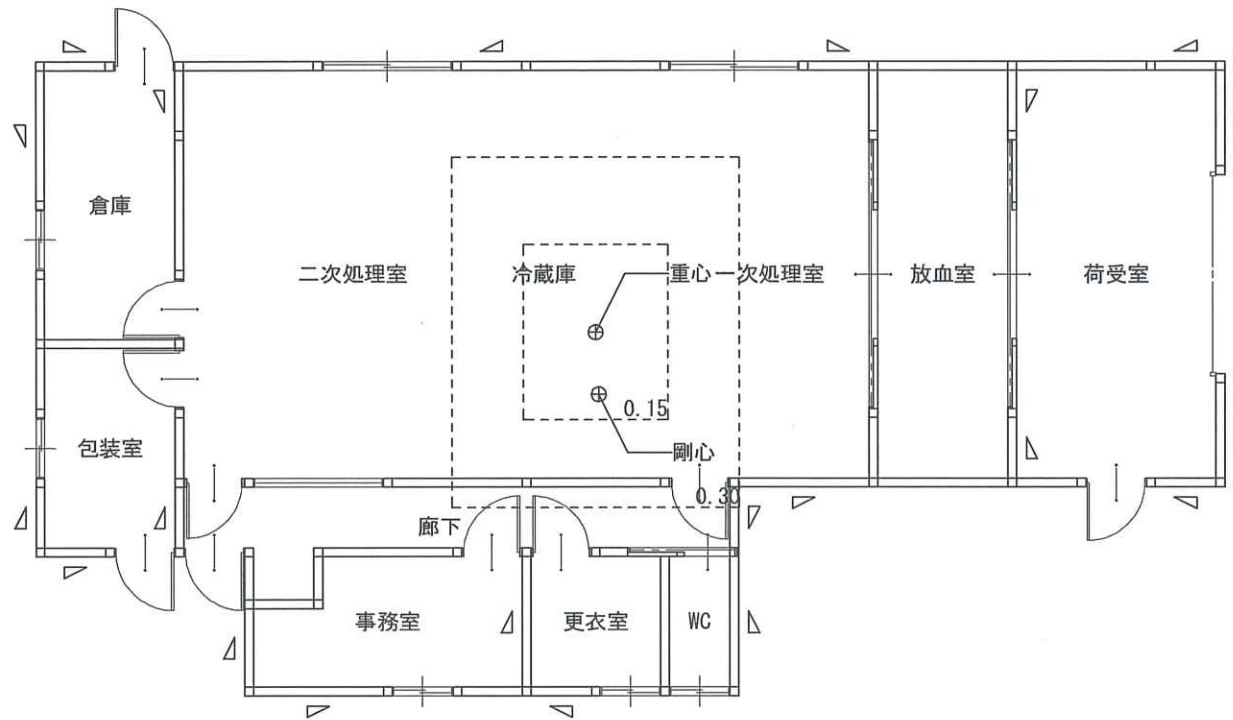 倉庫
二次処理室
冷蔵庫
重心
一次処理室
放血室
荷受室
0.15
包装室
剛心
0.30
廊下
事務室
更衣室
WC